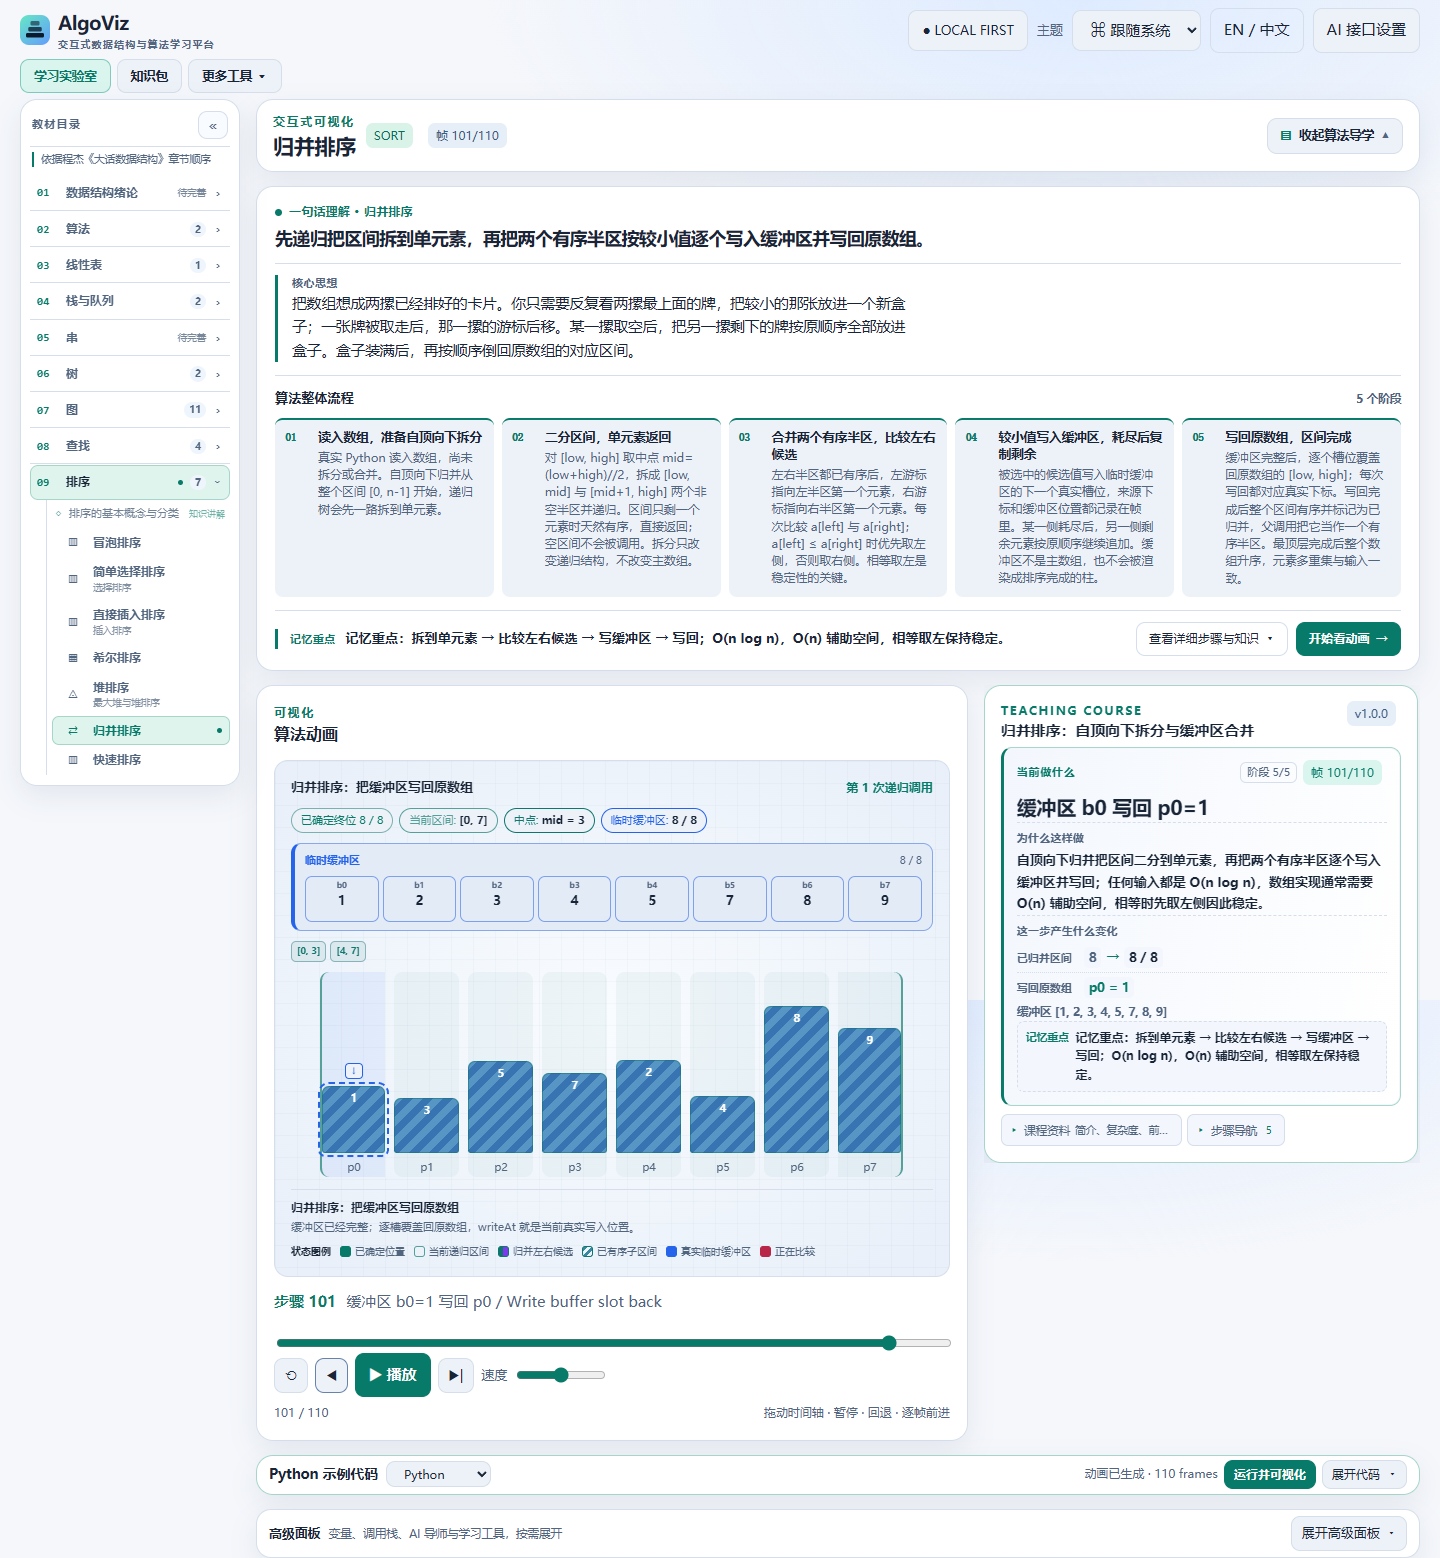 AlgoViz
交互式数据结构与算法学习平台
● LOCAL FIRST
主题
⌘ 跟随系统
EN / 中文
AI 接口设置
学习实验室
知识包
更多工具
教材目录
«
依据程杰《大话数据结构》章节顺序
01 数据结构绪论 待完善 ›
02 算法 2 ›
03 线性表 1 ›
04 栈与队列 2 ›
05 串 待完善 ›
06 树 2 ›
07 图 11 ›
08 查找 4 ›
09 排序 7
排序的基本概念与分类 知识讲解
冒泡排序
简单选择排序
选择排序
直接插入排序
插入排序
希尔排序
堆排序
最大堆与堆排序
归并排序
快速排序
交互式可视化
归并排序
SORT
帧 101/110
收起算法导学 ▲
一句话理解 • 归并排序
先递归把区间拆到单元素，再把两个有序半区按较小值逐个写入缓冲区并写回原数组。
核心思想
把数组想成两摞已经排好的卡片。你只需要反复看两摞最上面的牌，把较小的那张放进一个新盒
子；一张牌被取走后，那一摞的游标后移。某一摞取空后，把另一摞剩下的牌按原顺序全部放进
盒子。盒子装满后，再按顺序倒回原数组的对应区间。
算法整体流程
5 个阶段
01 读入数组，准备自顶向下拆分
真实 Python 读入数组，尚未
拆分或合并。自顶向下归并从
整个区间 [0, n-1] 开始，递归
树会先一路拆到单元素。
02 二分区间，单元素返回
对 [low, high] 取中点 mid=
(low+high)//2，拆成 [low,
mid] 与 [mid+1, high] 两个非
空半区并递归。区间只剩一个
元素时天然有序，直接返回；
空区间不会被调用。拆分只改
变递归结构，不改变主数组。
03 合并两个有序半区，比较左右
候选
左右半区都已有序后，左游标
指向左半区第一个元素，右游
标指向右半区第一个元素。每
次比较 a[left] 与 a[right]；
a[left] ≤ a[right] 时优先取左
侧，否则取右侧。相等取左是
稳定性的关键。
04 较小值写入缓冲区，耗尽后复
制剩余
被选中的候选值写入临时缓冲
区的下一个真实槽位，来源下
标和缓冲区位置都记录在帧
里。某一侧耗尽后，另一侧剩
余元素按原顺序继续追加。缓
冲区不是主数组，也不会被渲
染成排序完成的柱。
05 写回原数组，区间完成
缓冲区完整后，逐个槽位覆盖
回原数组的 [low, high]；每次
写回都对应真实下标。写回完
成后整个区间有序并标记为已
归并，父调用把它当作一个有
序半区。最顶层完成后整个数
组升序，元素多重集与输入一
致。
记忆重点 记忆重点：拆到单元素 → 比较左右候选 → 写缓冲区 → 写回；O(n log n)，O(n) 辅助空间，相等取左保持稳定。
查看详细步骤与知识
开始看动画 →
可视化
算法动画
归并排序：把缓冲区写回原数组
第 1 次递归调用
已确定终位 8 / 8
当前区间: [0, 7]
中点: mid = 3
临时缓冲区: 8 / 8
临时缓冲区
8 / 8
b0 b1 b2 b3 b4 b5 b6 b7
1 2 3 4 5 7 8 9
[0, 3] [4, 7]
↓
1 3 5 7 2 4 8 9
p0 p1 p2 p3 p4 p5 p6 p7
归并排序：把缓冲区写回原数组
缓冲区已经完整；逐槽覆盖回原数组，writeAt 就是当前真实写入位置。
状态图例 已确定位置 当前递归区间 归并左右候选 已有序子区间 真实临时缓冲区 正在比较
步骤 101 缓冲区 b0=1 写回 p0 / Write buffer slot back
▶ 播放
速度
101 / 110
拖动时间轴 · 暂停 · 回退 · 逐帧前进
TEACHING COURSE
归并排序：自顶向下拆分与缓冲区合并
v1.0.0
当前做什么
阶段 5/5
帧 101/110
缓冲区 b0 写回 p0=1
为什么这样做
自顶向下归并把区间二分到单元素，再把两个有序半区逐个写入
缓冲区并写回；任何输入都是 O(n log n)，数组实现通常需要
O(n) 辅助空间，相等时先取左侧因此稳定。
这一步产生什么变化
已归并区间 8 → 8 / 8
写回原数组 p0 = 1
缓冲区 [1, 2, 3, 4, 5, 7, 8, 9]
记忆重点 记忆重点：拆到单元素 → 比较左右候选 → 写缓冲区 →
写回；O(n log n)，O(n) 辅助空间，相等取左保持稳
定。
课程资料 简介、复杂度、前...
步骤导航 5
Python 示例代码
Python
动画已生成 · 110 frames
运行并可视化
展开代码
高级面板 变量、调用栈、AI 导师与学习工具，按需展开
展开高级面板